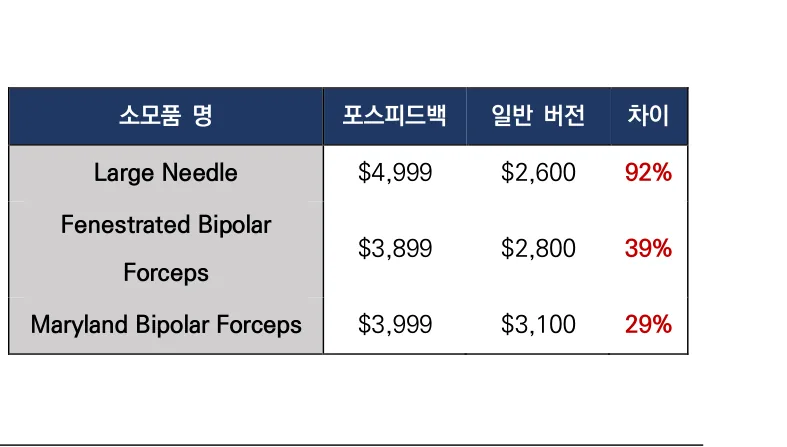 소모품 명 포스피드백 일반 버전 차이
Large Needle $4,999 $2,600 92%
Fenestrated Bipolar
Forceps $3,899 $2,800 39%
Maryland Bipolar Forceps $3,999 $3,100 29%